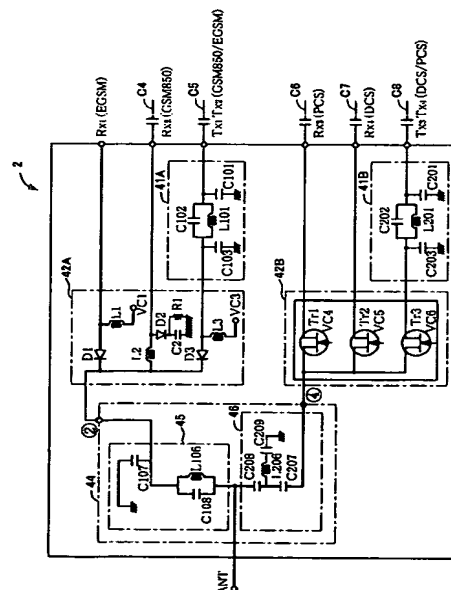 2
Rx1 (EGSM)
C4
Rx2 (GSM850)
C5
Tx1 Tx2 (GSM850/EGSM)
C6
Rx3 (PCS)
C7
Rx4 (DCS)
C8
Tx3 Tx4 (DCS/PCS)
41A
C101
C102
L101
C103
41B
C201
C202
L201
C203
42A
D1
L1
VC1
D2
R1
L2
C2
D3
L3
VC3
42B
Tr1
VC4
Tr2
VC5
Tr3
VC6
②
④
44
45
C107
L106
C108
46
C209
C208
L206
C207
ANT